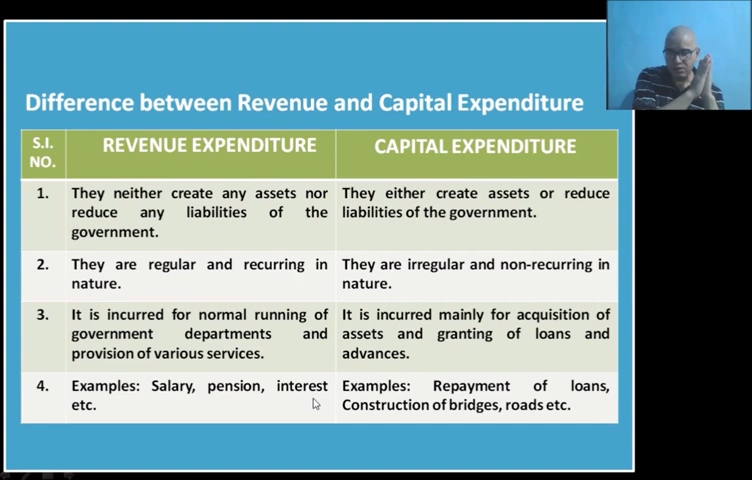 Difference between Revenue and Capital Expenditure
S.I.
NO.
REVENUE EXPENDITURE
CAPITAL EXPENDITURE
1.
They neither create any assets nor
reduce any liabilities of the
government.
They either create assets or reduce
liabilities of the government.
2.
They are regular and recurring in
nature.
They are irregular and non-recurring in
nature.
3.
It is incurred for normal running of
government departments and
provision of various services.
It is incurred mainly for acquisition of
assets and granting of loans and
advances.
4.
Examples: Salary, pension, interest
etc.
Examples: Repayment of loans,
Construction of bridges, roads etc.